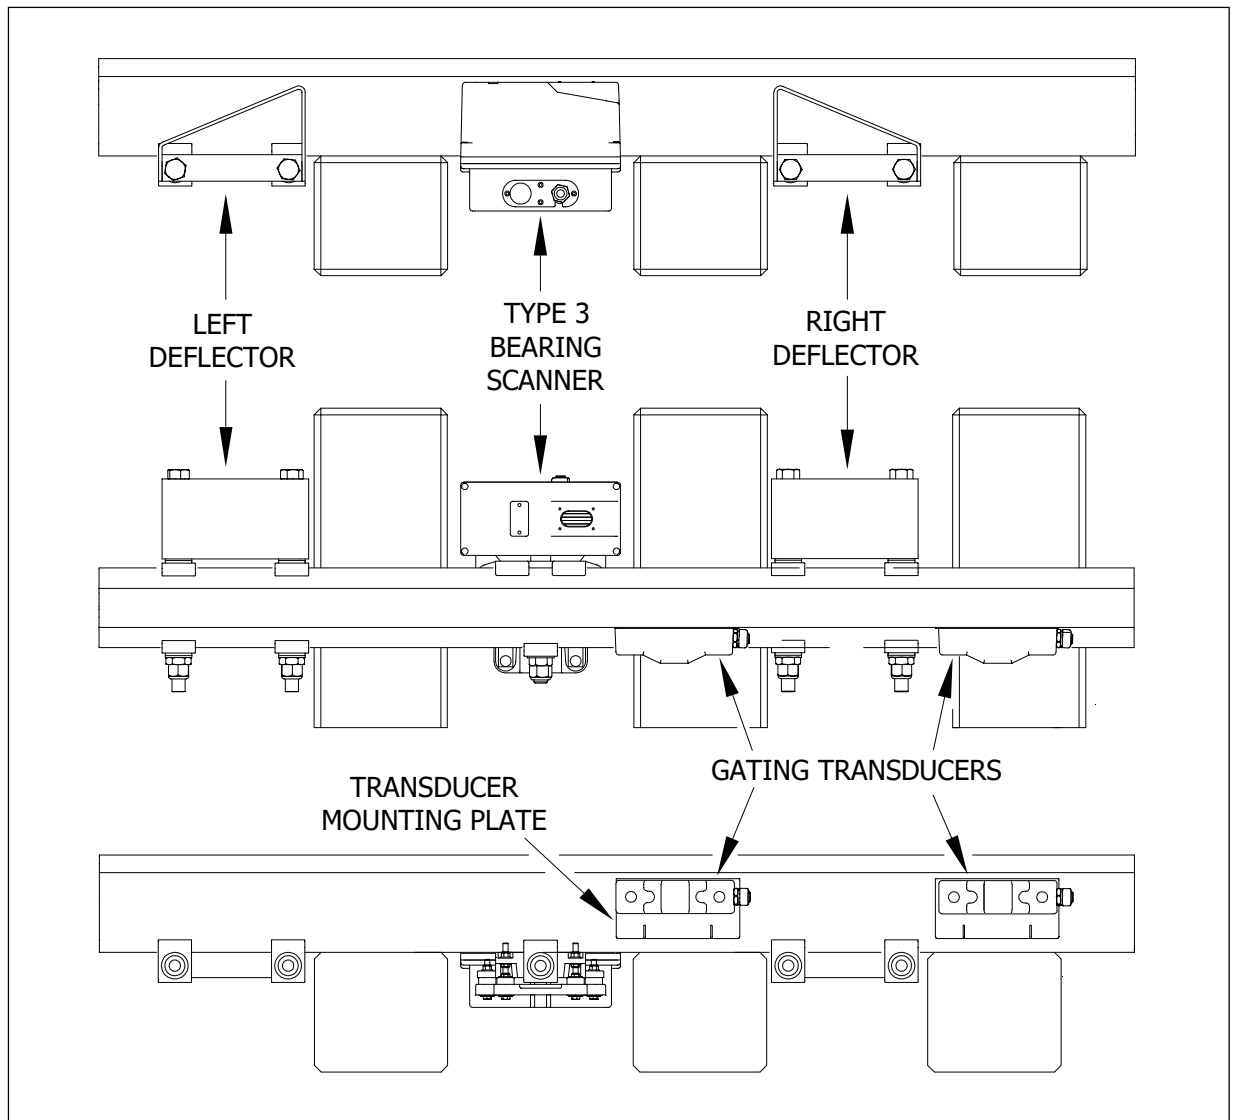 LEFT
DEFLECTOR
TYPE 3
BEARING
SCANNER
RIGHT
DEFLECTOR
GATING TRANSDUCERS
TRANSDUCER
MOUNTING PLATE